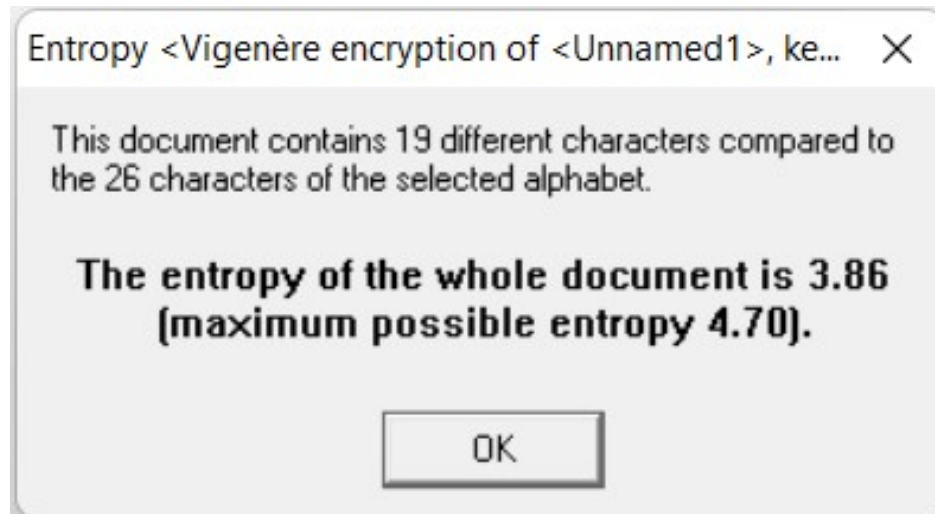 Entropy <Vigenère encryption of <Unnamed1>, ke...
This document contains 19 different characters compared to
the 26 characters of the selected alphabet.
The entropy of the whole document is 3.86
(maximum possible entropy 4.70).
OK